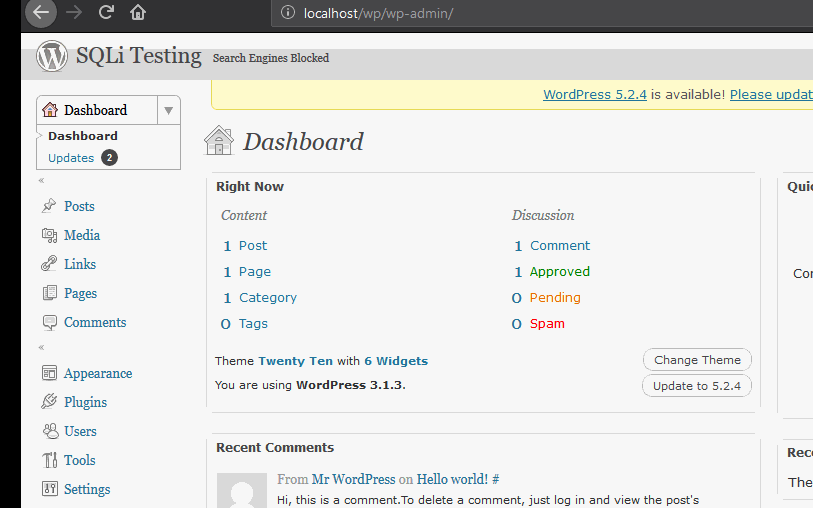 localhost/wp/wp-admin/
SQLi Testing Search Engines Blocked
WordPress 5.2.4 is available! Please updat
Dashboard
Dashboard
Updates 2
«
Posts
Media
Links
Pages
Comments
«
Appearance
Plugins
Users
Tools
Settings
Dashboard
Right Now
Content
1 Post
1 Page
1 Category
0 Tags
Discussion
1 Comment
1 Approved
0 Pending
0 Spam
Theme Twenty Ten with 6 Widgets
Change Theme
You are using WordPress 3.1.3.
Update to 5.2.4
Recent Comments
From Mr WordPress on Hello world! #
Hi, this is a comment.To delete a comment, just log in and view the post's
Quic
Cor
Rece
The